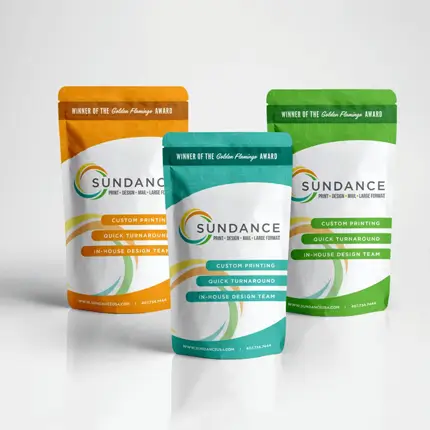 WINNER OF THE Golden Flamingo AWARD
SUNDANCE
PRINT • DESIGN • MAIL • LARGE FORMAT
CUSTOM PRINTING
QUICK TURNAROUND
IN-HOUSE DESIGN TEAM
WINNER OF THE Golden Flamingo AWARD
SUNDANCE
PRINT • DESIGN • MAIL • LARGE FORMAT
CUSTOM PRINTING
QUICK TURNAROUND
IN-HOUSE DESIGN TEAM
WINNER OF THE Golden Flamingo AWARD
SUNDANCE
PRINT • DESIGN • MAIL • LARGE FORMAT
CUSTOM PRINTING
QUICK TURNAROUND
IN-HOUSE DESIGN TEAM